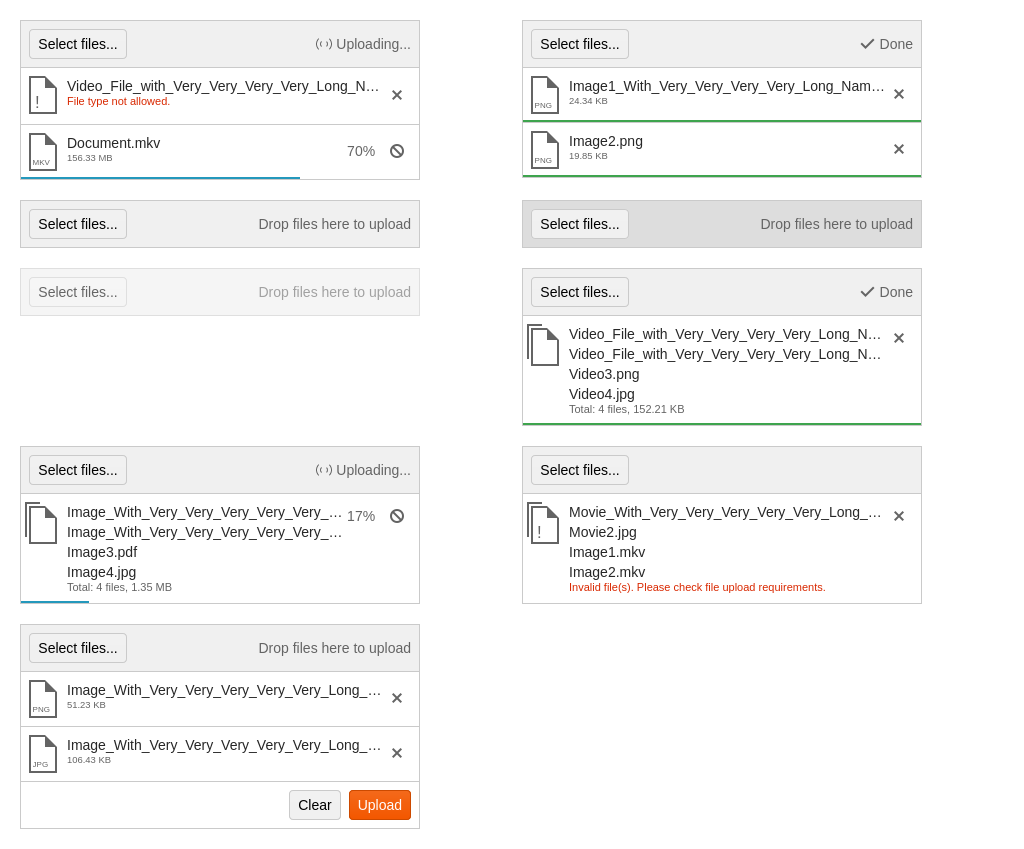 Select files...
Uploading...
!
Video_File_with_Very_Very_Very_Very_Long_N...
File type not allowed.
MKV
Document.mkv
156.33 MB
70%
Select files...
Done
PNG
Image1_With_Very_Very_Very_Very_Long_Nam...
24.34 KB
PNG
Image2.png
19.85 KB
Select files...
Drop files here to upload
Select files...
Drop files here to upload
Select files...
Drop files here to upload
Select files...
Done
Video_File_with_Very_Very_Very_Very_Long_N...
Video_File_with_Very_Very_Very_Very_Long_N...
Video3.png
Video4.jpg
Total: 4 files, 152.21 KB
Select files...
Uploading...
Image_With_Very_Very_Very_Very_Very_...
17%
Image_With_Very_Very_Very_Very_Very_...
Image3.pdf
Image4.jpg
Total: 4 files, 1.35 MB
Select files...
!
Movie_With_Very_Very_Very_Very_Very_Long_...
Movie2.jpg
Image1.mkv
Image2.mkv
Invalid file(s). Please check file upload requirements.
Select files...
Drop files here to upload
PNG
Image_With_Very_Very_Very_Very_Very_Long_...
51.23 KB
JPG
Image_With_Very_Very_Very_Very_Very_Long_...
106.43 KB
Clear
Upload